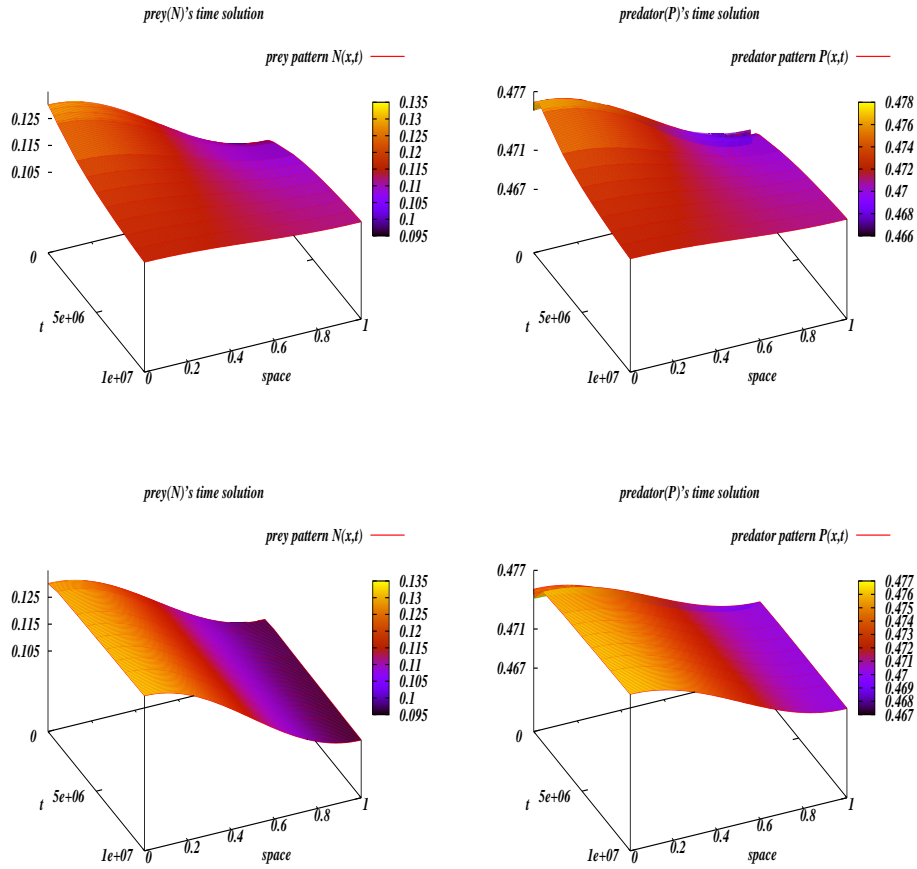 prey(N)'s time solution
prey pattern N(x,t)
0.125
0.115
0.105
0.135
0.13
0.125
0.12
0.115
0.11
0.105
0.1
0.095
0
t 5e+06
1e+07
0 0.2 0.4 0.6 0.8 1
space
predator(P)'s time solution
predator pattern P(x,t)
0.477
0.471
0.467
0.478
0.476
0.474
0.472
0.47
0.468
0.466
0
t 5e+06
1e+07
0 0.2 0.4 0.6 0.8 1
space
prey(N)'s time solution
prey pattern N(x,t)
0.125
0.115
0.105
0.135
0.13
0.125
0.12
0.115
0.11
0.105
0.1
0.095
0
t 5e+06
1e+07
0 0.2 0.4 0.6 0.8 1
space
predator(P)'s time solution
predator pattern P(x,t)
0.477
0.471
0.467
0.477
0.476
0.475
0.474
0.473
0.472
0.471
0.47
0.469
0.468
0.467
0
t 5e+06
1e+07
0 0.2 0.4 0.6 0.8 1
space